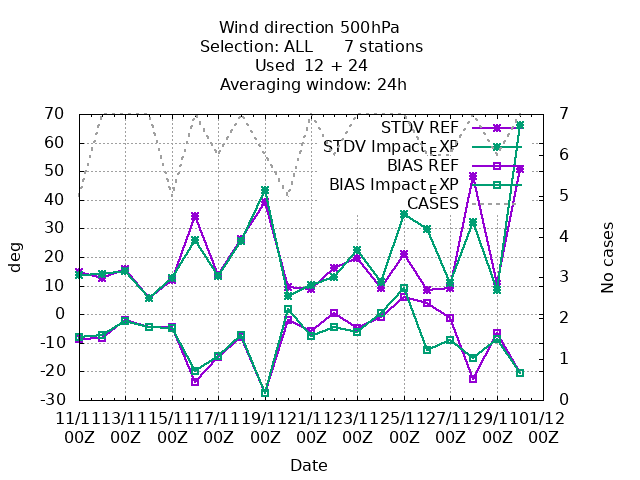 Wind direction 500hPa
Selection: ALL 7 stations
Used 12 + 24
Averaging window: 24h
STDV REF
STDV Impact_EXP
BIAS REF
BIAS Impact_EXP
CASES
70
60
50
40
30
20
10
0
-10
-20
-30
deg
7
6
5
4
3
2
1
0
No cases
11/11 13/11 15/11 17/11 19/11 21/11 23/11 25/11 27/11 29/11 01/12
00Z 00Z 00Z 00Z 00Z 00Z 00Z 00Z 00Z 00Z 00Z
Date